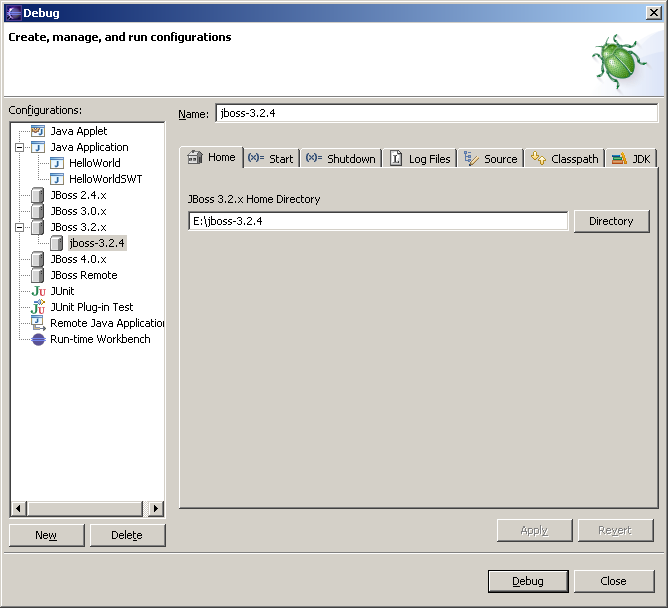 Debug
Create, manage, and run configurations
Configurations:
Java Applet
Java Application
HelloWorld
HelloWorldSWT
JBoss 2.4.x
JBoss 3.0.x
JBoss 3.2.x
jboss-3.2.4
JBoss 4.0.x
JBoss Remote
JUnit
JUnit Plug-in Test
Remote Java Application
Run-time Workbench
New Delete
Name: jboss-3.2.4
Home Start Shutdown Log Files Source Classpath JDK
JBoss 3.2.x Home Directory
E:\jboss-3.2.4 Directory
Apply Revert
Debug Close